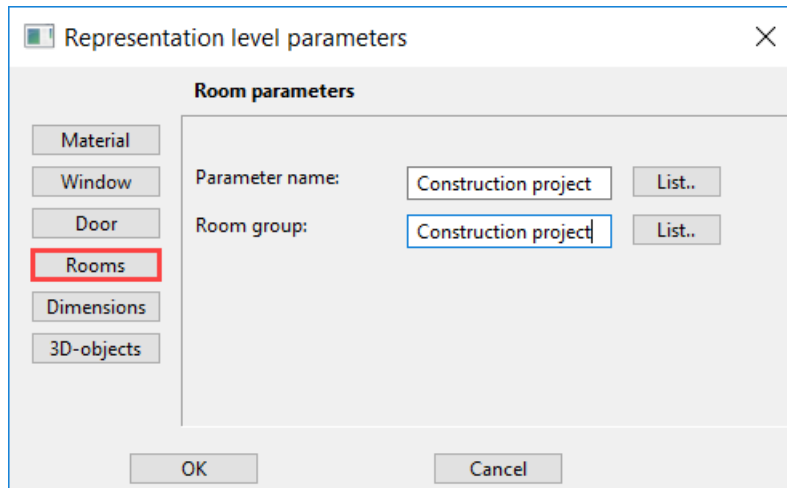 Representation level parameters
Room parameters
Material
Window
Door
Rooms
Dimensions
3D-objects
Parameter name: Construction project List..
Room group: Construction project List..
OK Cancel